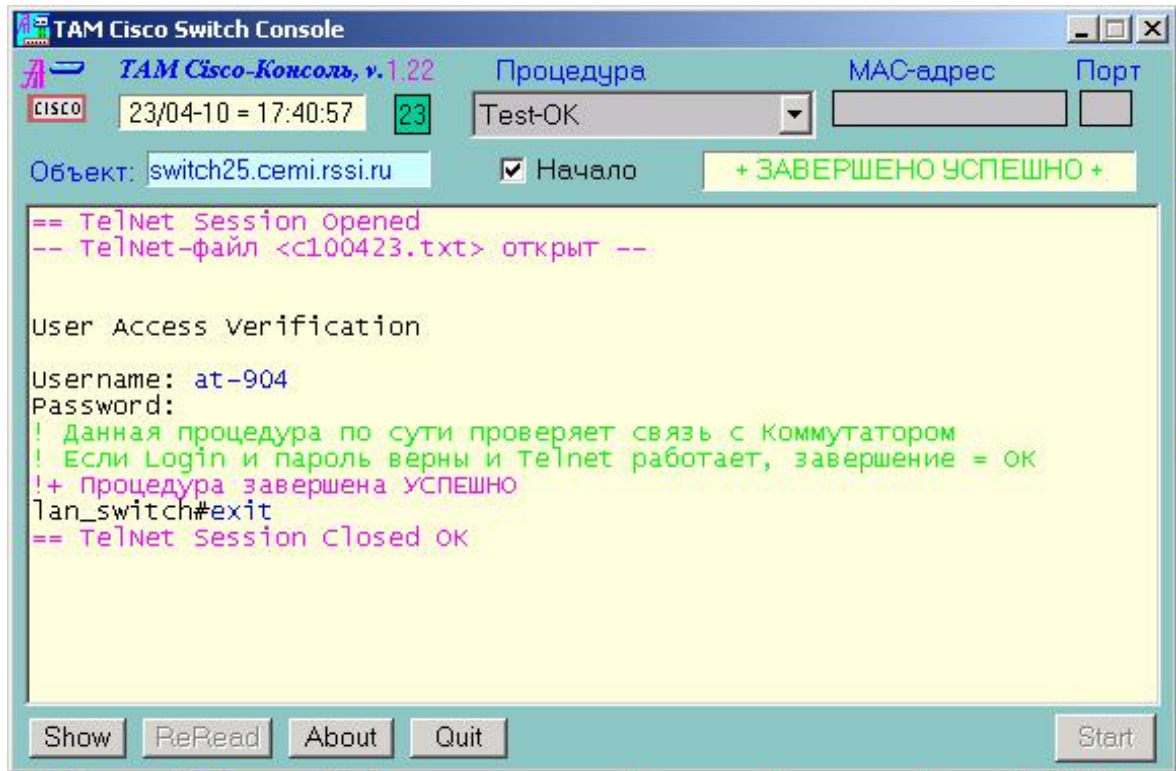 TAM Cisco Switch Console
TAM Cisco-Консоль, v.1.22
Процедура
MAC-адрес
Порт
CISCO
23/04-10 = 17:40:57
23
Test-OK
Объект:
switch25.cemi.rssi.ru
Начало
+ ЗАВЕРШЕНО УСПЕШНО +
== TelNet Session Opened
-- TelNet-файл <c100423.txt> открыт --
User Access Verification
Username: at-904
Password:
! Данная процедура по сути проверяет связь с Коммутатором
! Если Login и пароль верны и Telnet работает, завершение = OK
!+ Процедура завершена УСПЕШНО
lan_switch#exit
== TelNet Session Closed OK
Show
ReRead
About
Quit
Start